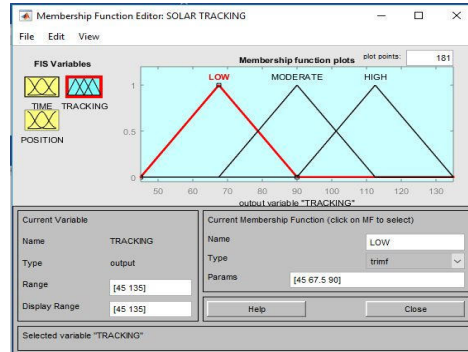 Membership Function Editor: SOLAR TRACKING
File Edit View
FIS Variables
Membership function plots
plot points:
181
TIME
TRACKING
POSITION
LOW
MODERATE
HIGH
1
0.5
0
50 60 70 80 90 100 110 120 130
output variable "TRACKING"
Current Variable
Name TRACKING
Type output
Range [45 135]
Display Range [45 135]
Current Membership Function (click on MF to select)
Name LOW
Type trimf
Params [45 67.5 90]
Help Close
Selected variable "TRACKING"